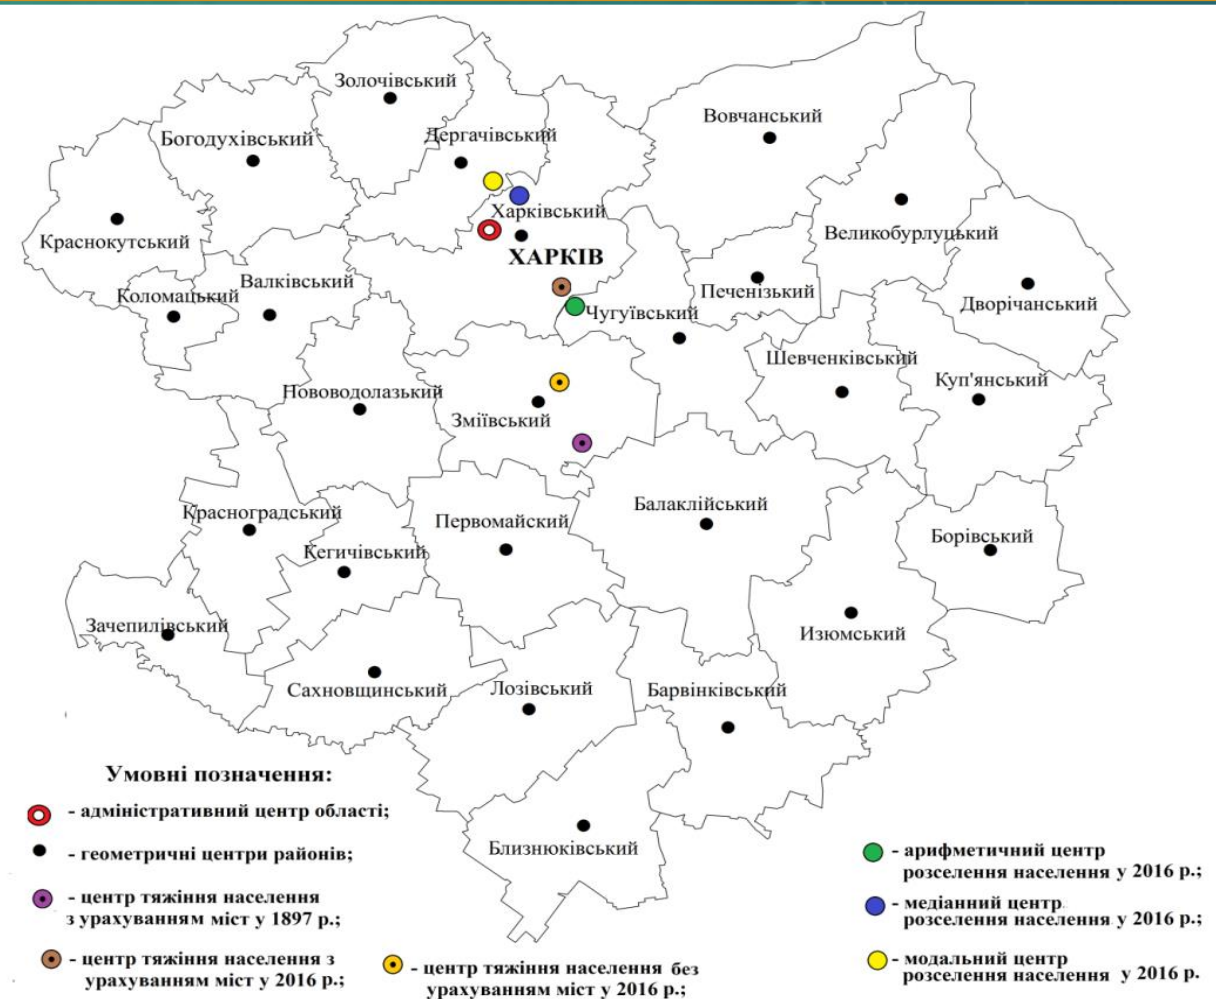 Золочівський
Вовчанський
Дергачівський
Богодухівський
Харківський
Великобурлуцький
Краснокутський
ХАРКІВ
Валківський
Печенізький
Коломацький
Дворічанський
Чугуївський
Шевченківський
Куп'янський
Нововодолазький
Зміївський
Балаклійський
Красноградський
Первомайский
Борівський
Кегичівський
Зачепилівський
Изюмський
Сахновщинський
Лозівський
Барвінківський
Близнюківський
Умовні позначення:
- адміністративний центр області;
- геометричні центри районів;
- центр тяжіння населення
з урахуванням міст у 1897 р.;
- центр тяжіння населення з
урахуванням міст у 2016 р.;
- центр тяжіння населення без
урахуванням міст у 2016 р.;
- арифметичний центр
розселення населення у 2016 р.;
- медіанний центр
розселення населення у 2016 р.;
- модальний центр
розселення населення у 2016 р.